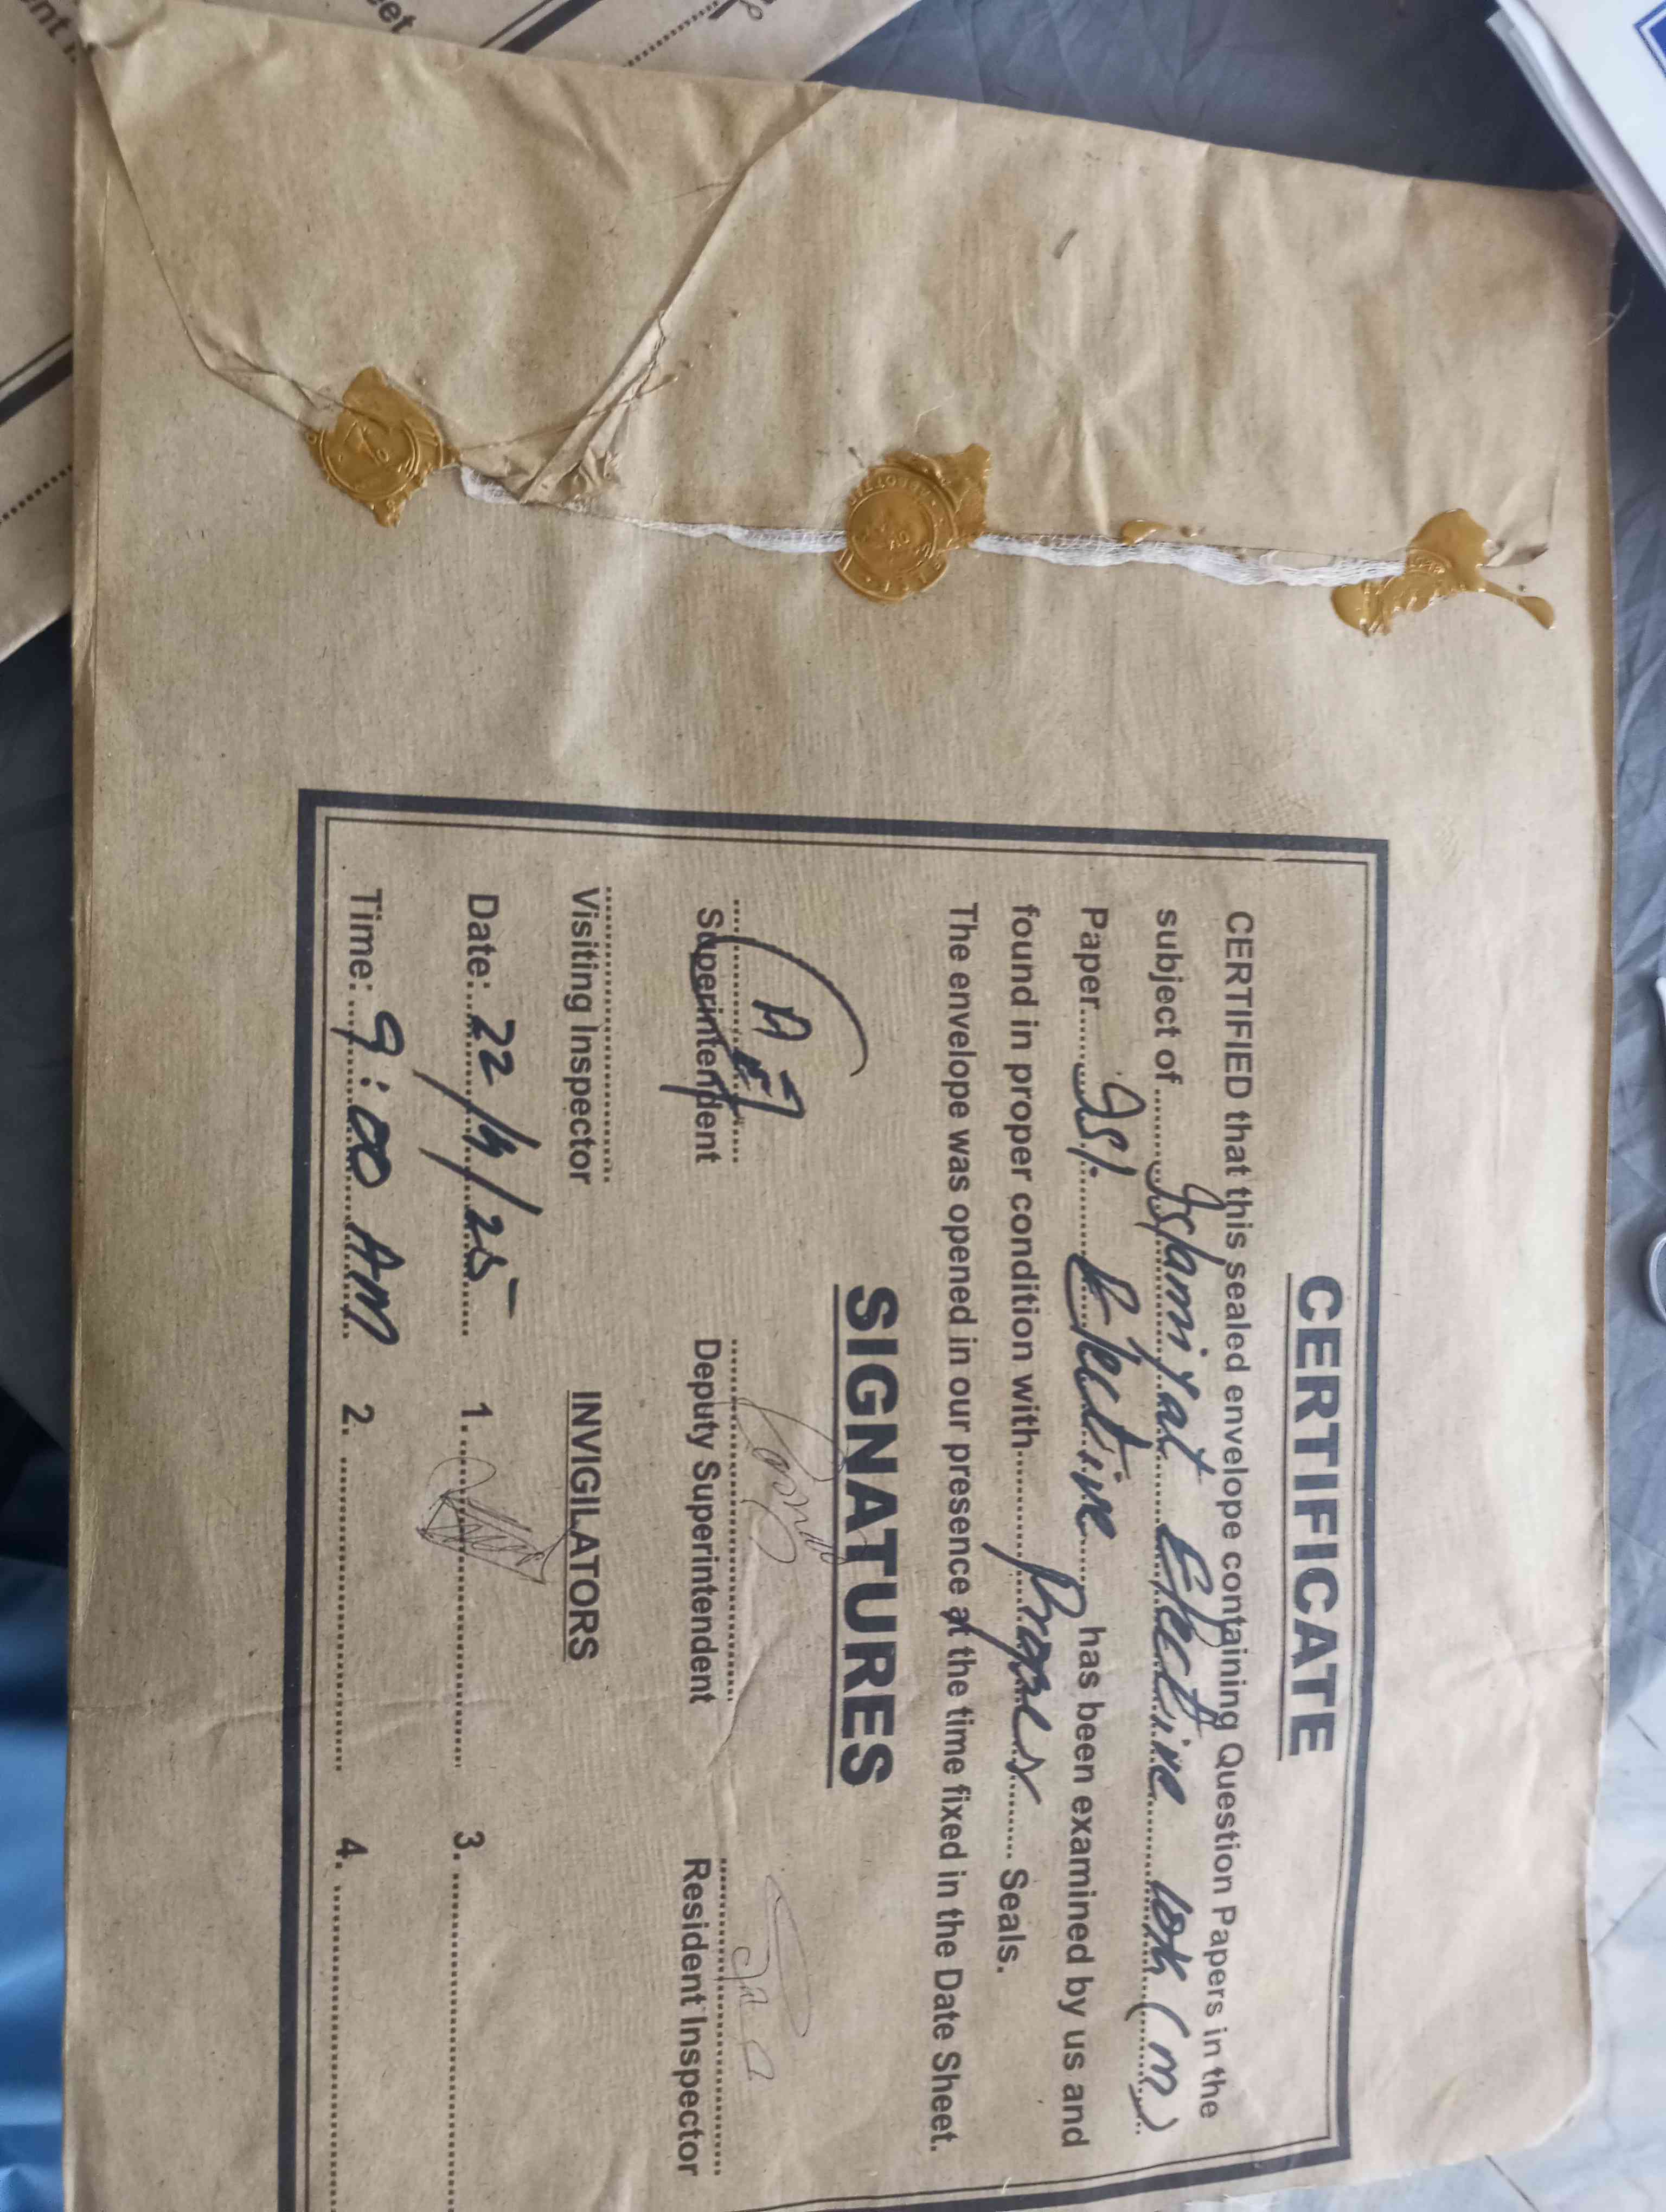 CERTIFICATE
CERTIFIED that this sealed envelope containing Question Papers in the
subject of Islamiyat Elective 10th (m)
Paper Isl. Elective has been examined by us and
found in proper condition with Proper Seals.
The envelope was opened in our presence at the time fixed in the Date Sheet.
SIGNATURES
Superintendent Deputy Superintendent Resident Inspector
Visiting Inspector INVIGILATORS
Date: 22/4/25 1. 3.
Time: 9:00 AM 2. 4.